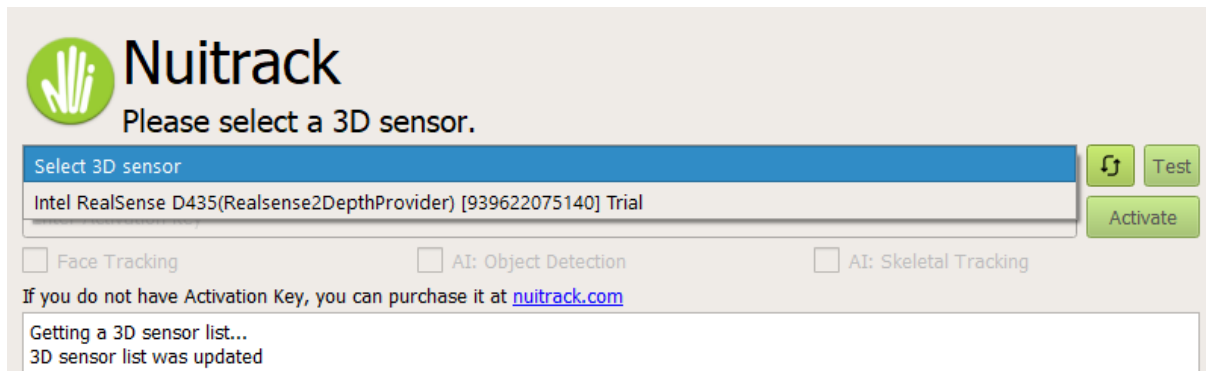 Nuitrack
Please select a 3D sensor.
Select 3D sensor
Test
Intel RealSense D435(Realsense2DepthProvider) [939622075140] Trial
Activate
Face Tracking
AI: Object Detection
AI: Skeletal Tracking
If you do not have Activation Key, you can purchase it at nuitrack.com
Getting a 3D sensor list...
3D sensor list was updated